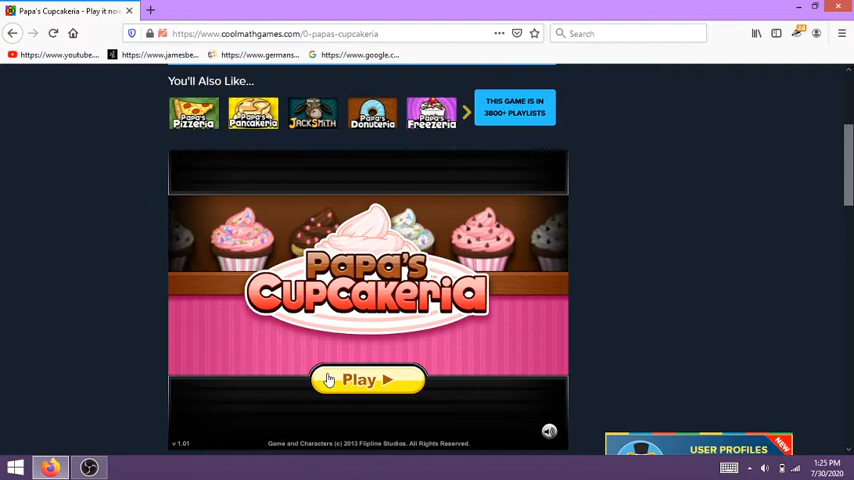 Papa's Cupcakeria - Play it now
https://www.coolmathgames.com/0-papas-cupcakeria
Search
24
https://www.youtube....
https://www.jamesbe...
https://www.germans...
https://www.google.c...
You'll Also Like...
Papa's Pizzeria
Papa's Pancakeria
JACKSMITH
Papa's Donuteria
Papa's Freezeria
THIS GAME IS IN
3800+ PLAYLISTS
Papa's
Cupcakeria
Play
v 1.01
Game and Characters (c) 2013 Flipline Studios. All Rights Reserved.
NEW
USER PROFILES
1:25 PM
7/30/2020